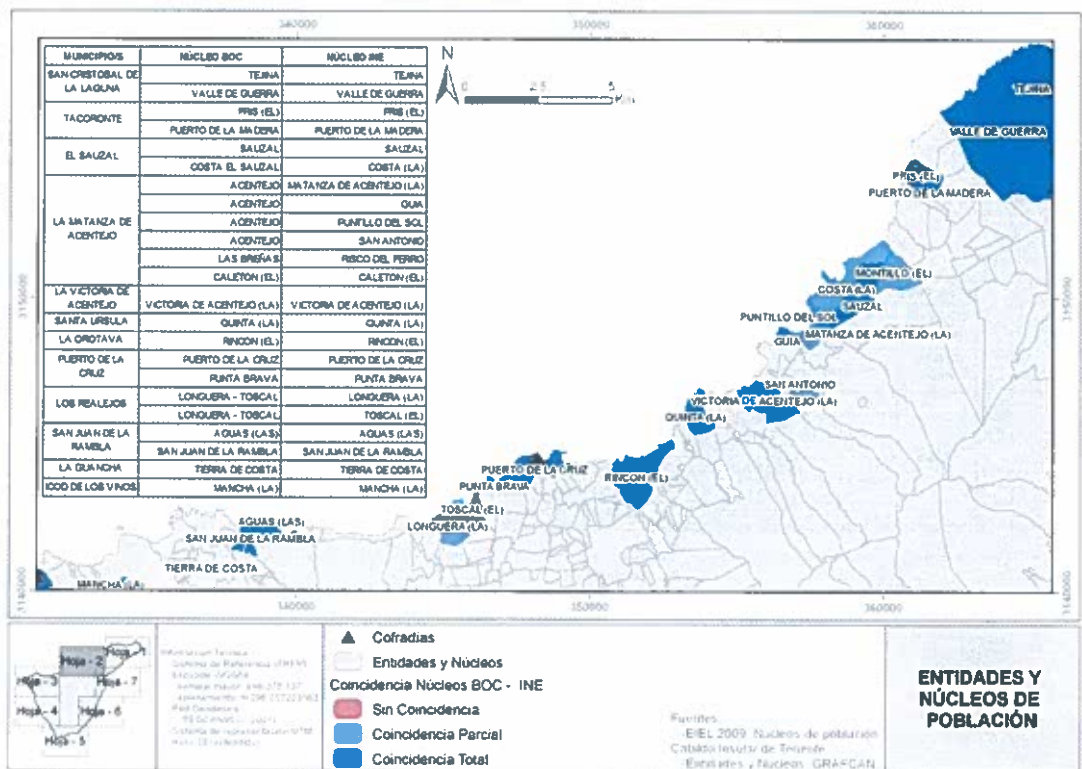 340000 350000 360000
MUNICIPIOS NÚCLEO BOC NÚCLEO INE
SAN CRISTOBAL DE LA LAGUNA TEJINA TEJINA
VALLE DE GUERRA VALLE DE GUERRA
TACORONTE PRIS (EL) PRIS (EL)
PUERTO DE LA MADERA PUERTO DE LA MADERA
EL SAUZAL SAUZAL SAUZAL
COSTA EL SAUZAL COSTA (LA)
LA MATANZA DE ACENTEJO ACENTEJO MATANZA DE ACENTEJO (LA)
ACENTEJO GUIA
ACENTEJO PUNTILLO DEL SOL
ACENTEJO SAN ANTONIO
LAS BREÑAS RISCO DEL PERRO
CALETON (EL) CALETON (EL)
LA VICTORIA DE ACENTEJO VICTORIA DE ACENTEJO (LA) VICTORIA DE ACENTEJO (LA)
SANTA URSULA QUINTA (LA) QUINTA (LA)
LA OROTAVA RINCON (EL) RINCON (EL)
PUERTO DE LA CRUZ PUERTO DE LA CRUZ PUERTO DE LA CRUZ
PUNTA BRAVA PUNTA BRAVA
LOS REALEJOS LONGUERA - TOSCAL LONGUERA (LA)
LONGUERA - TOSCAL TOSCAL (EL)
SAN JUAN DE LA RAMBLA AGUAS (LAS) AGUAS (LAS)
SAN JUAN DE LA RAMBLA SAN JUAN DE LA RAMBLA
LA GUANCHA TIERRA DE COSTA TIERRA DE COSTA
ICOD DE LOS VINOS MANCHA (LA) MANCHA (LA)
N
0 2,5 5
Km
TEJINA
VALLE DE GUERRA
PRIS (EL)
PUERTO DE LA MADERA
MONTILLO (EL)
COSTA (LA)
SAUZAL
PUNTILLO DEL SOL
MATANZA DE ACENTEJO (LA)
GUIA
SAN ANTONIO
VICTORIA DE ACENTEJO (LA)
QUINTA (LA)
PUERTO DE LA CRUZ
RINCON (EL)
PUNTA BRAVA
TOSCAL (EL)
LONGUERA (LA)
AGUAS (LAS)
SAN JUAN DE LA RAMBLA
TIERRA DE COSTA
MANCHA (LA)
3150000 3150000
3140000 3140000
340000 350000 360000
Hoja - 1
Hoja - 2
Hoja - 3 Hoja - 7
Hoja - 4 Hoja - 6
Hoja - 5
Cofradias
Entidades y Núcleos
Coincidencia Núcleos BOC - INE
Sin Coincidencia
Coincidencia Parcial
Coincidencia Total
Fuentes
-EIEL 2009. Núcleos de población
Cabildo Insular de Tenerife
-Entidades y Núcleos. GRAFCAN
ENTIDADES Y
NÚCLEOS DE
POBLACIÓN